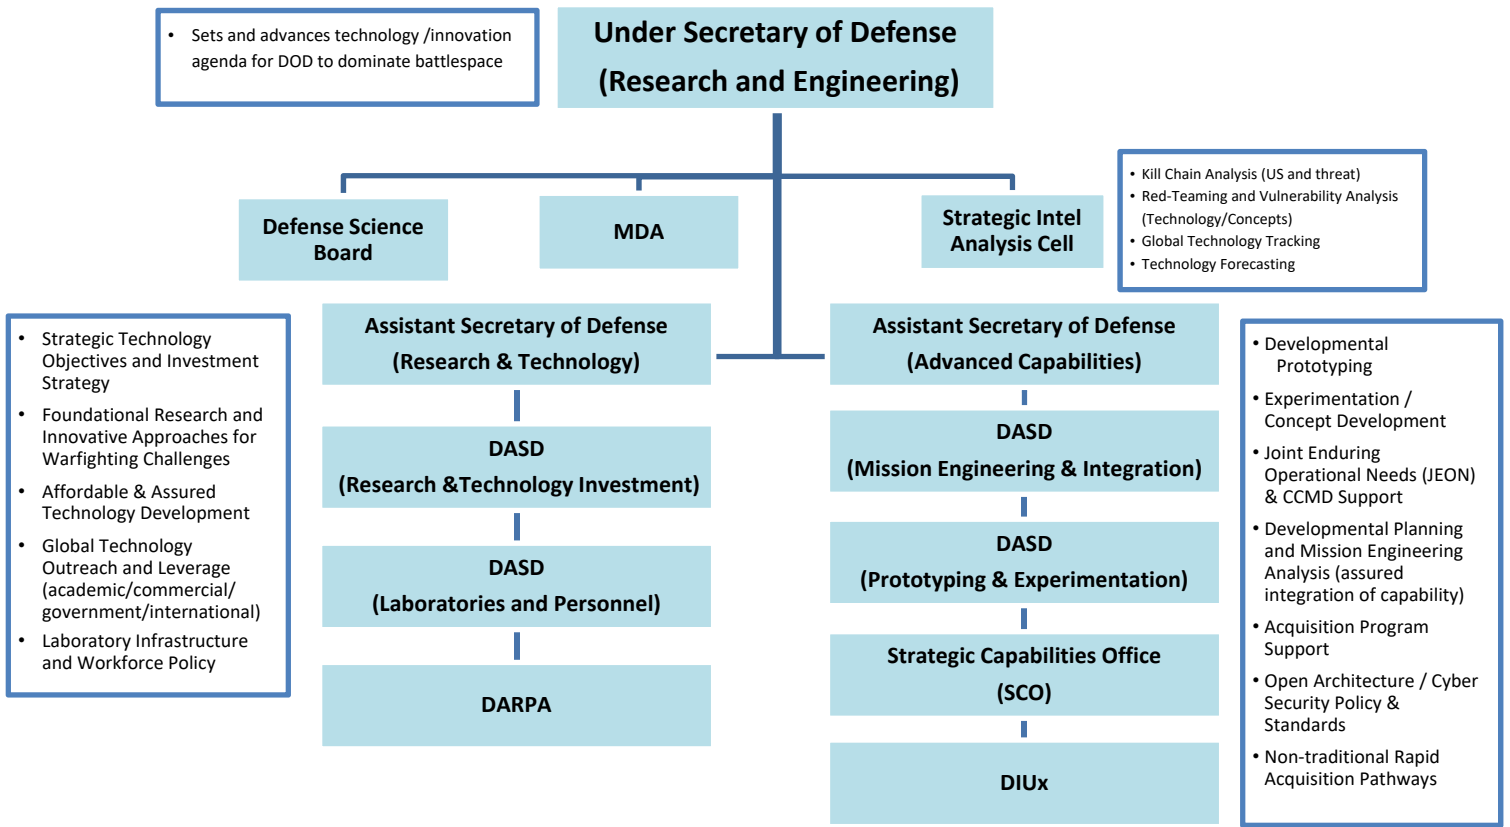 • Sets and advances technology /innovation
agenda for DOD to dominate battlespace
Under Secretary of Defense
(Research and Engineering)
Defense Science
Board
MDA
Strategic Intel
Analysis Cell
• Kill Chain Analysis (US and threat)
• Red-Teaming and Vulnerability Analysis
(Technology/Concepts)
• Global Technology Tracking
• Technology Forecasting
• Strategic Technology
Objectives and Investment
Strategy
• Foundational Research and
Innovative Approaches for
Warfighting Challenges
• Affordable & Assured
Technology Development
• Global Technology
Outreach and Leverage
(academic/commercial/
government/international)
• Laboratory Infrastructure
and Workforce Policy
Assistant Secretary of Defense
(Research & Technology)
DASD
(Research &Technology Investment)
DASD
(Laboratories and Personnel)
DARPA
Assistant Secretary of Defense
(Advanced Capabilities)
DASD
(Mission Engineering & Integration)
DASD
(Prototyping & Experimentation)
Strategic Capabilities Office
(SCO)
DIUx
• Developmental
Prototyping
• Experimentation /
Concept Development
• Joint Enduring
Operational Needs (JEON)
& CCMD Support
• Developmental Planning
and Mission Engineering
Analysis (assured
integration of capability)
• Acquisition Program
Support
• Open Architecture / Cyber
Security Policy &
Standards
• Non-traditional Rapid
Acquisition Pathways